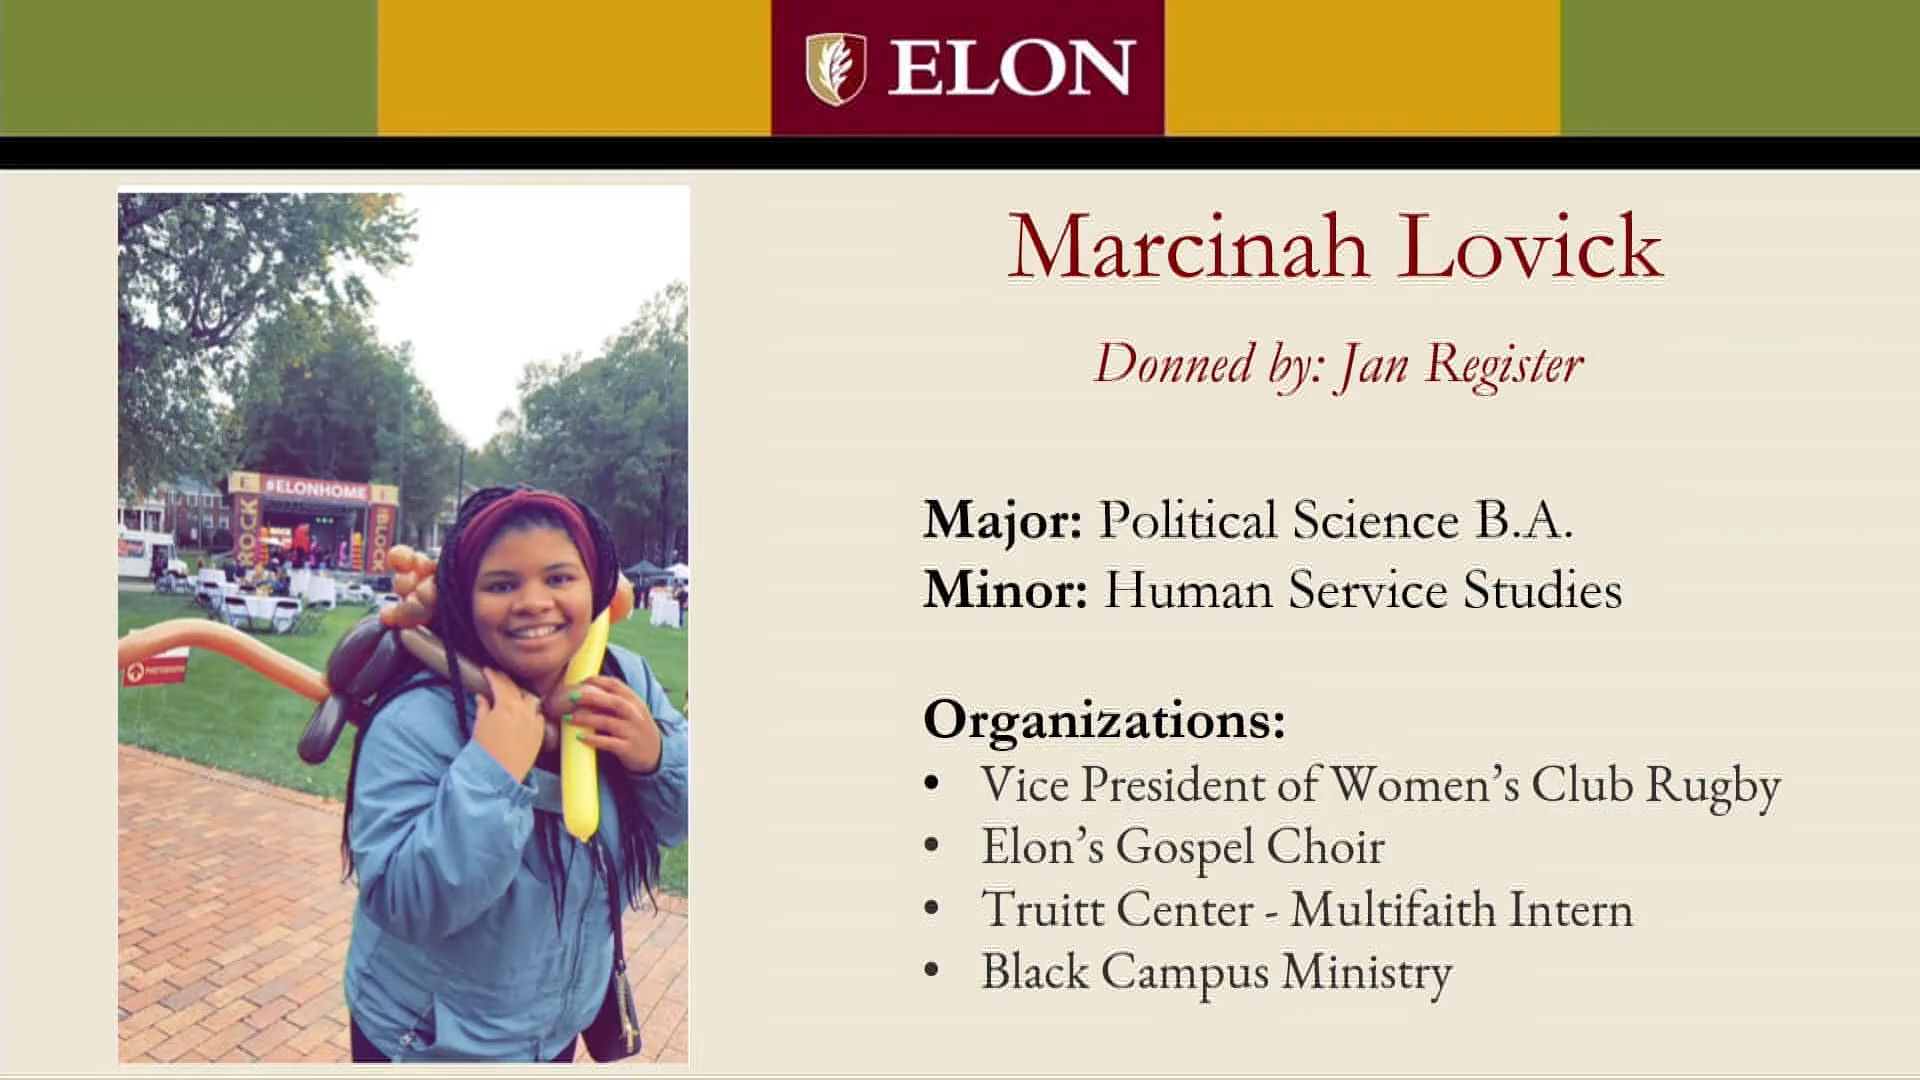 ELON
Marcinah Lovick
Donned by: Jan Register
Major: Political Science B.A.
Minor: Human Service Studies
Organizations:
• Vice President of Women's Club Rugby
• Elon's Gospel Choir
• Truitt Center - Multifaith Intern
• Black Campus Ministry
#ELONHOME
ROCK
BLOCK